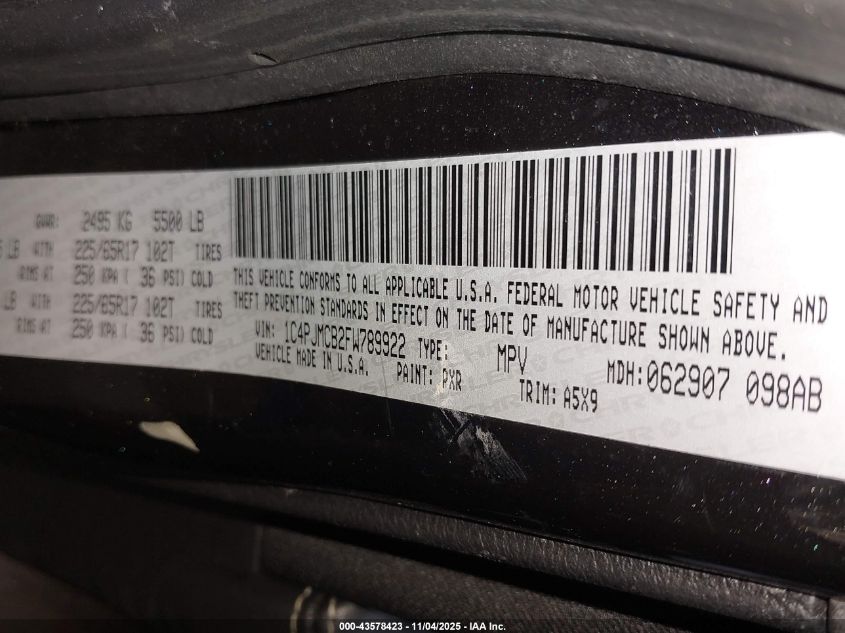 GVWR: 2495 KG 5500 LB
LB WITH 225/65R17 102T TIRES
RIMS AT 250 KPA ( 36 PSI) COLD
LB WITH 225/65R17 102T TIRES
RIMS AT 250 KPA ( 36 PSI) COLD
THIS VEHICLE CONFORMS TO ALL APPLICABLE U.S.A. FEDERAL MOTOR VEHICLE SAFETY AND
THEFT PREVENTION STANDARDS IN EFFECT ON THE DATE OF MANUFACTURE SHOWN ABOVE.
VIN: 1C4PJMCB2FW789922 TYPE: MPV MDH:062907 098AB
VEHICLE MADE IN U.S.A. PAINT: PXR TRIM: A5X9
000-43578423 - 11/04/2025 - IAA Inc.